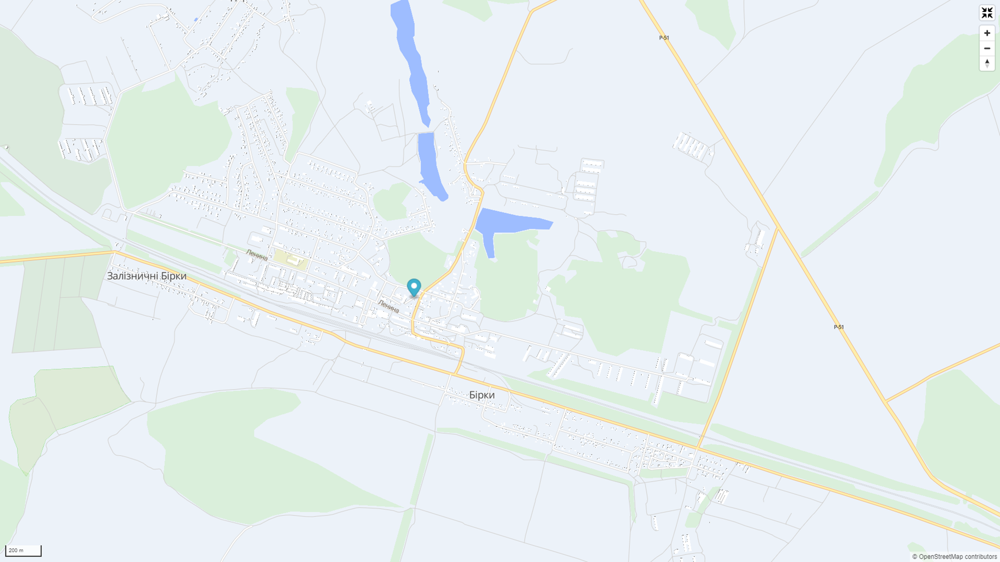 P-51
Ленина
Залізничні Бірки
Ленина
P-51
Бірки
200 m
© OpenStreetMap contributors